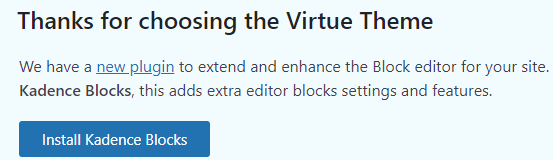 Thanks for choosing the Virtue Theme
We have a new plugin to extend and enhance the Block editor for your site.
Kadence Blocks, this adds extra editor blocks settings and features.
Install Kadence Blocks